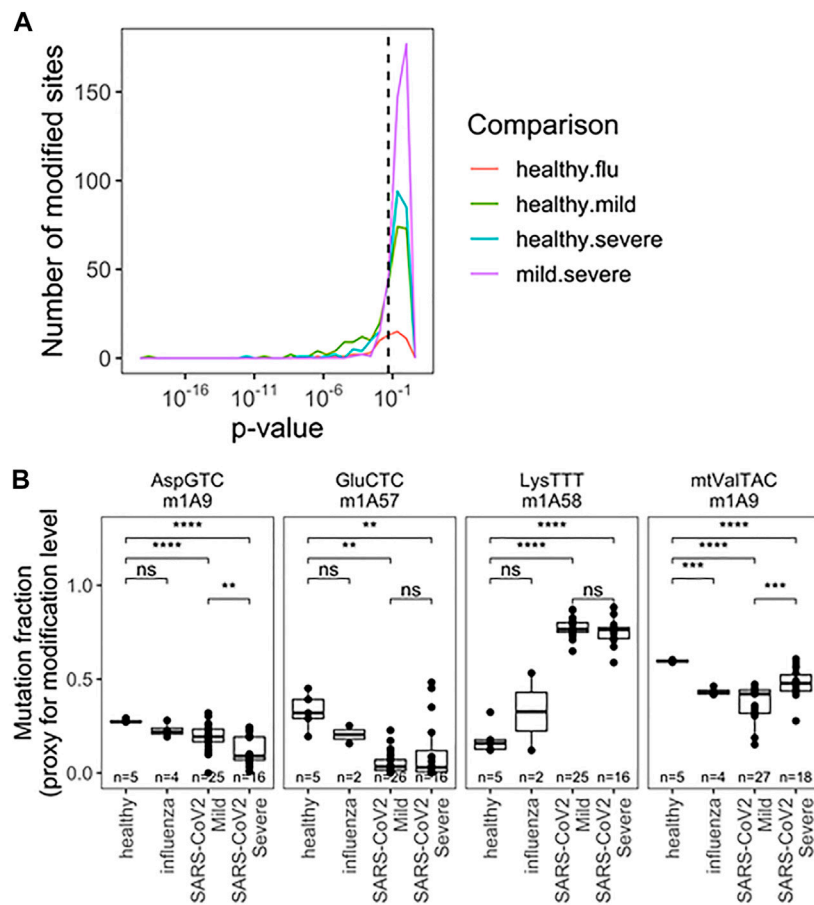 A
Number of modified sites
150
100
50
0
10-16
10-11
10-6
10-1
p-value
Comparison
healthy.flu
healthy.mild
healthy.severe
mild.severe
B
AspGTC
m1A9
GluCTC
m1A57
LysTTT
m1A58
mtValTAC
m1A9
Mutation fraction
(proxy for modification level)
1.0
0.5
0.0
****
****
ns
**
n=5
n=4
n=25
n=16
**
**
ns
ns
n=5
n=2
n=26
n=16
****
****
ns
ns
n=5
n=2
n=25
n=16
****
****
***
***
n=5
n=4
n=27
n=18
healthy
influenza
SARS-CoV2
Mild
SARS-CoV2
Severe
healthy
influenza
SARS-CoV2
Mild
SARS-CoV2
Severe
healthy
influenza
SARS-CoV2
Mild
SARS-CoV2
Severe
healthy
influenza
SARS-CoV2
Mild
SARS-CoV2
Severe